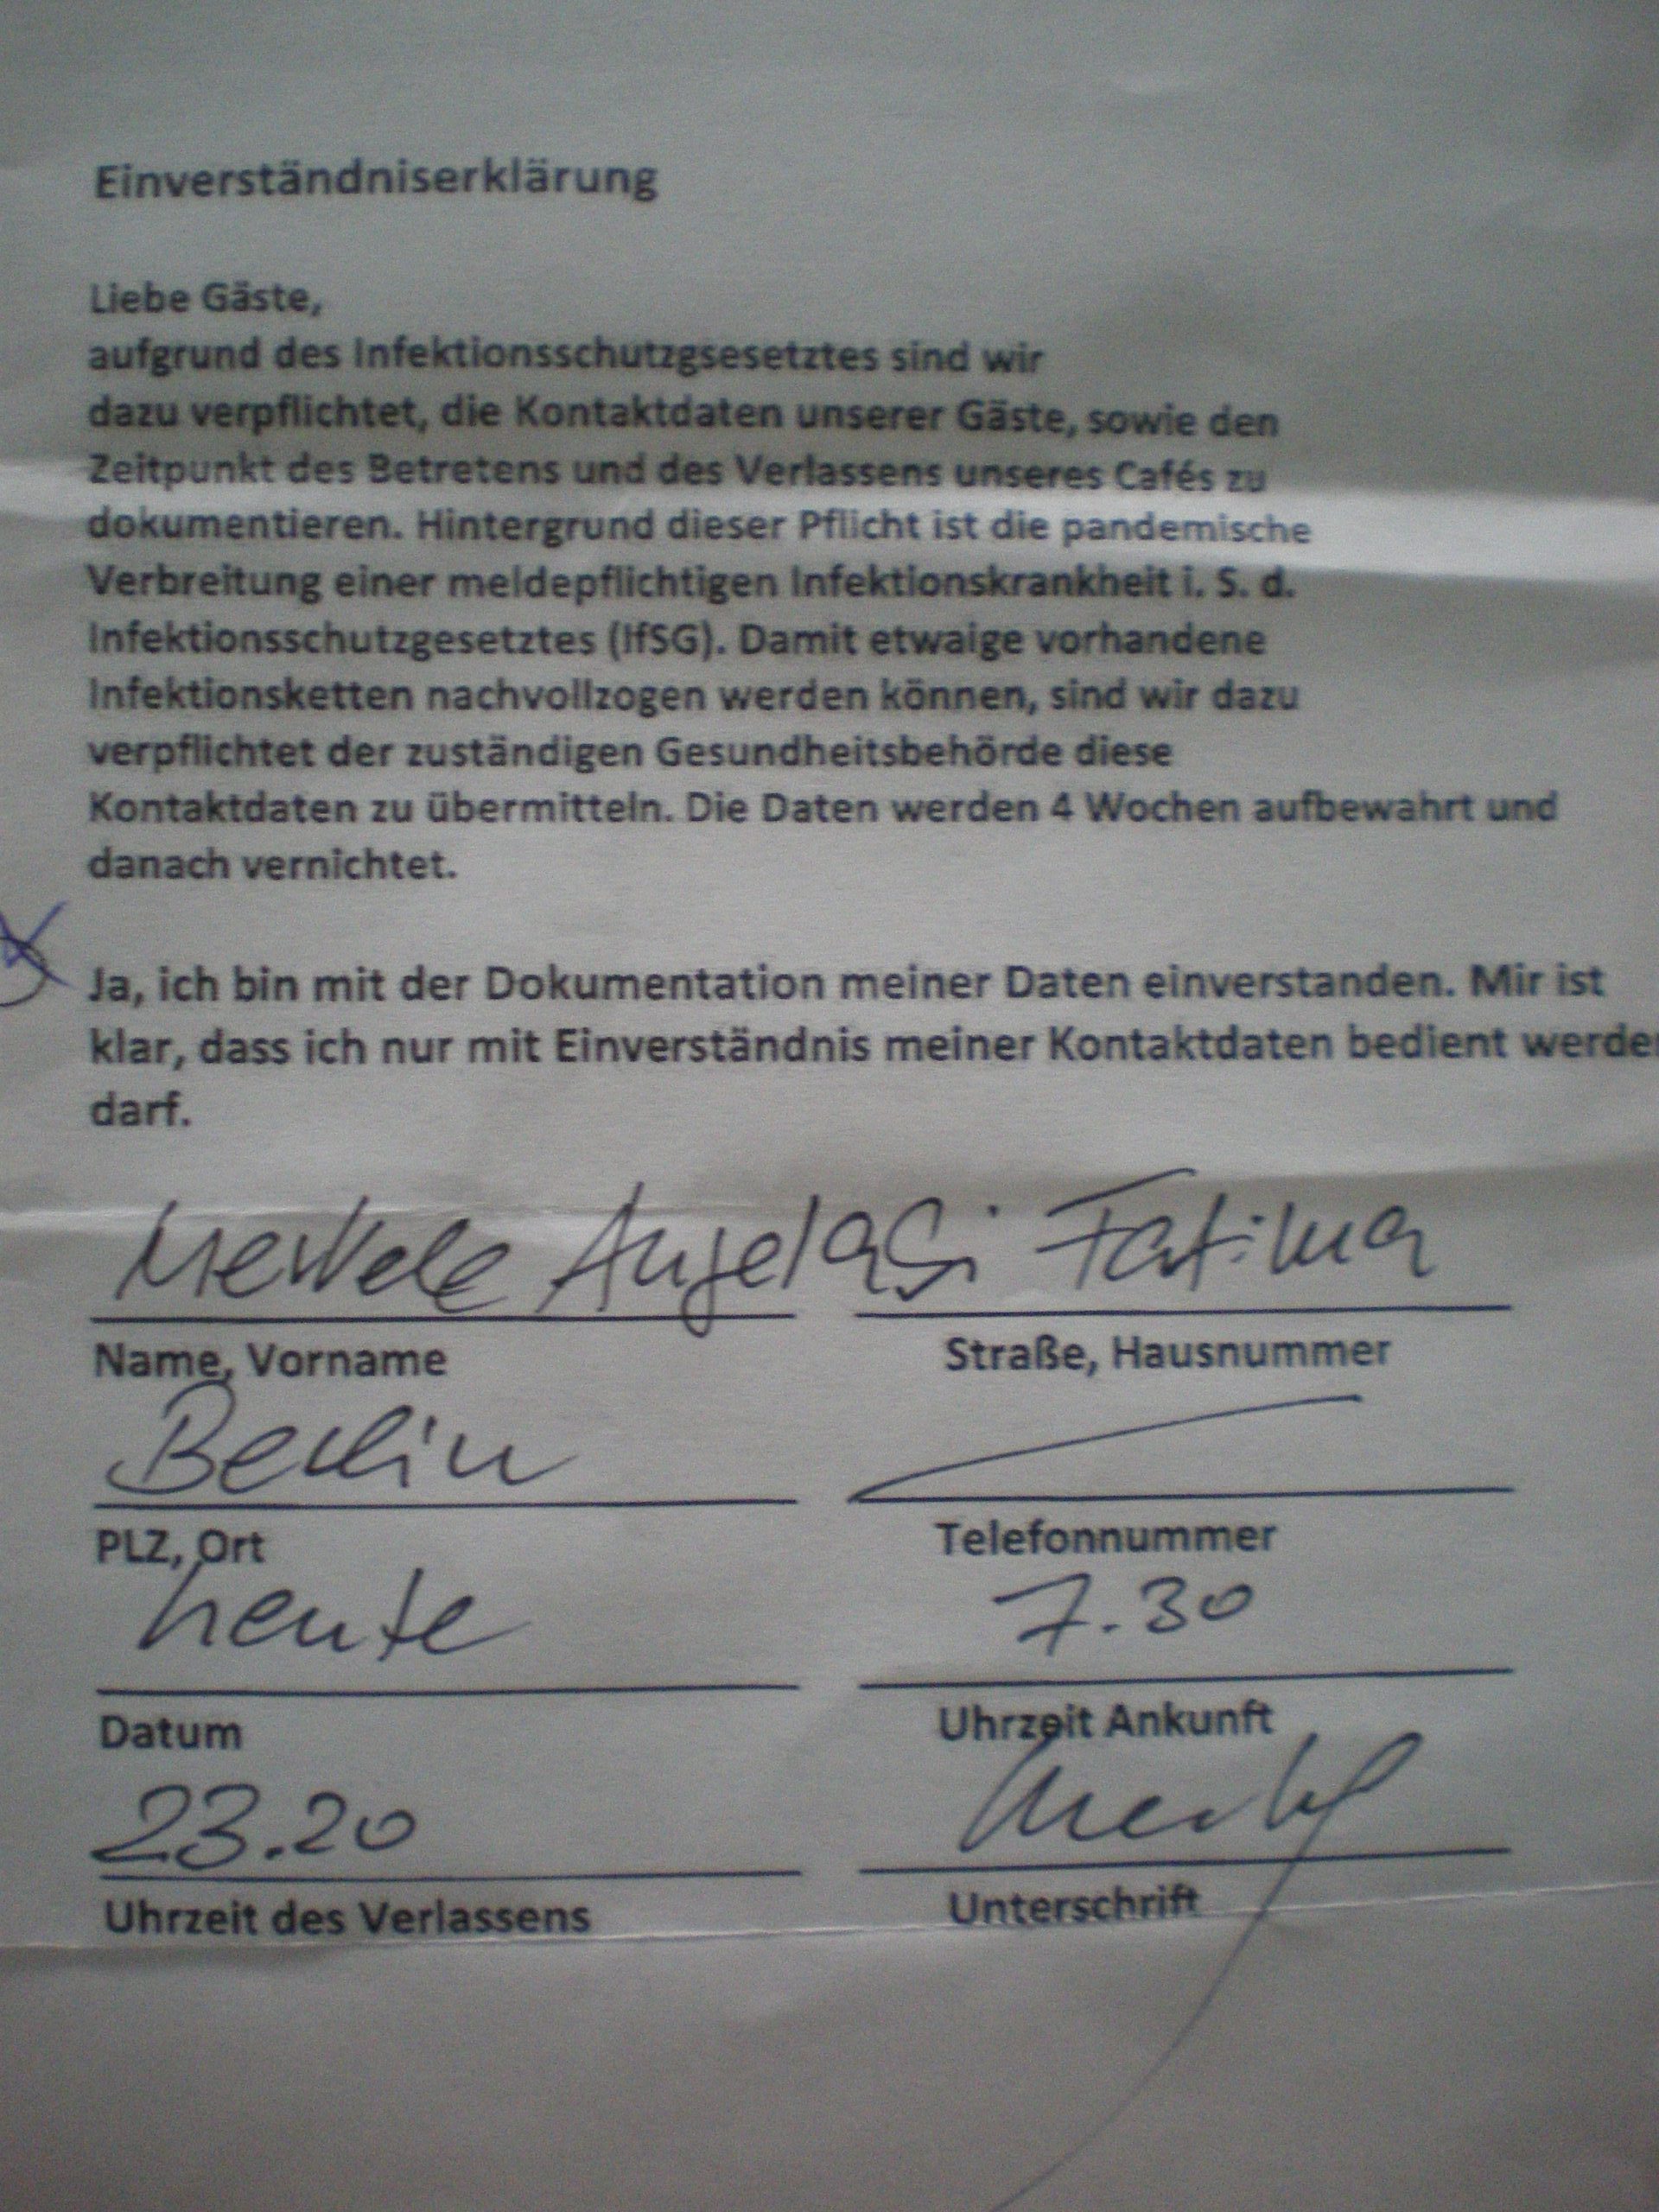 Einverständniserklärung
Liebe Gäste,
aufgrund des Infektionsschutzgsesetztes sind wir
dazu verpflichtet, die Kontaktdaten unserer Gäste, sowie den
Zeitpunkt des Betretens und des Verlassens unseres Cafés zu
dokumentieren. Hintergrund dieser Pflicht ist die pandemische
Verbreitung einer meldepflichtigen Infektionskrankheit i. S. d.
Infektionsschutzgesetztes (IfSG). Damit etwaige vorhandene
Infektionsketten nachvollzogen werden können, sind wir dazu
verpflichtet der zuständigen Gesundheitsbehörde diese
Kontaktdaten zu übermitteln. Die Daten werden 4 Wochen aufbewahrt und
danach vernichtet.
Ja, ich bin mit der Dokumentation meiner Daten einverstanden. Mir ist
klar, dass ich nur mit Einverständnis meiner Kontaktdaten bedient werde
darf.
Fatima
Name, Vorname Straße, Hausnummer
Berlin
PLZ, Ort Telefonnummer
heute 7.30
Datum Uhrzeit Ankunft
23.20 Merkel
Uhrzeit des Verlassens Unterschrift